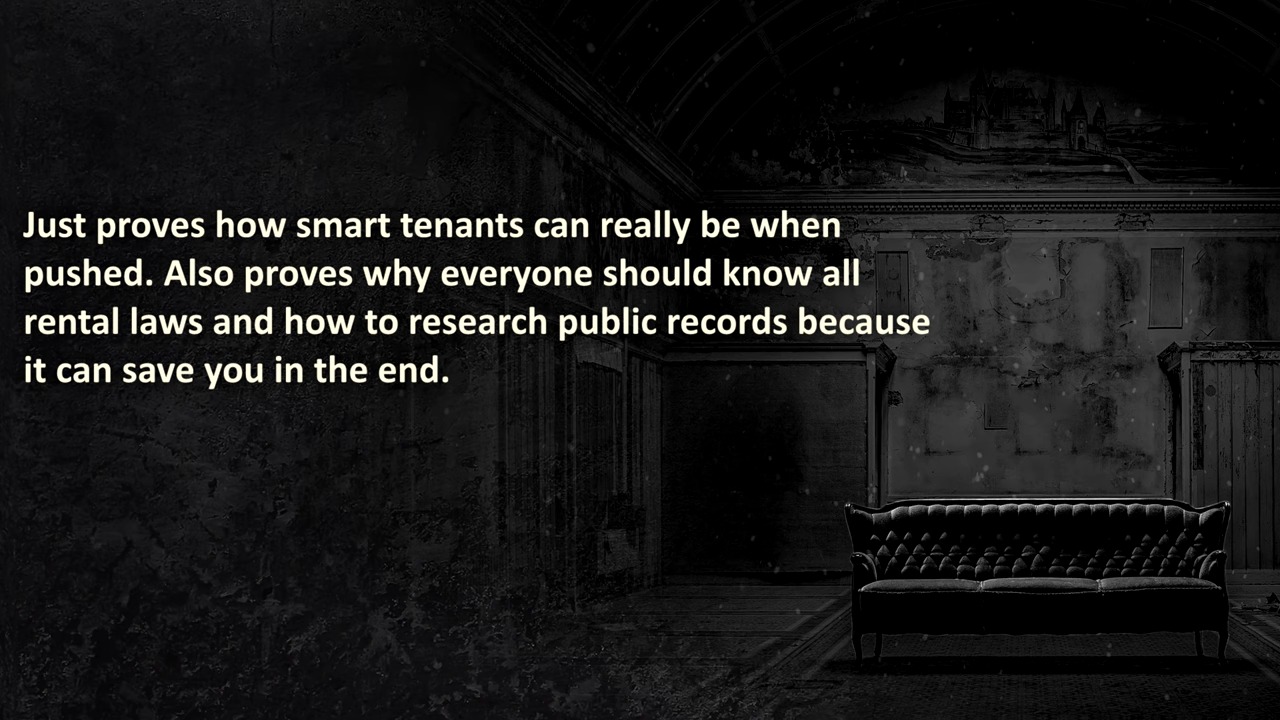 Just proves how smart tenants can really be when
pushed. Also proves why everyone should know all
rental laws and how to research public records because
it can save you in the end.